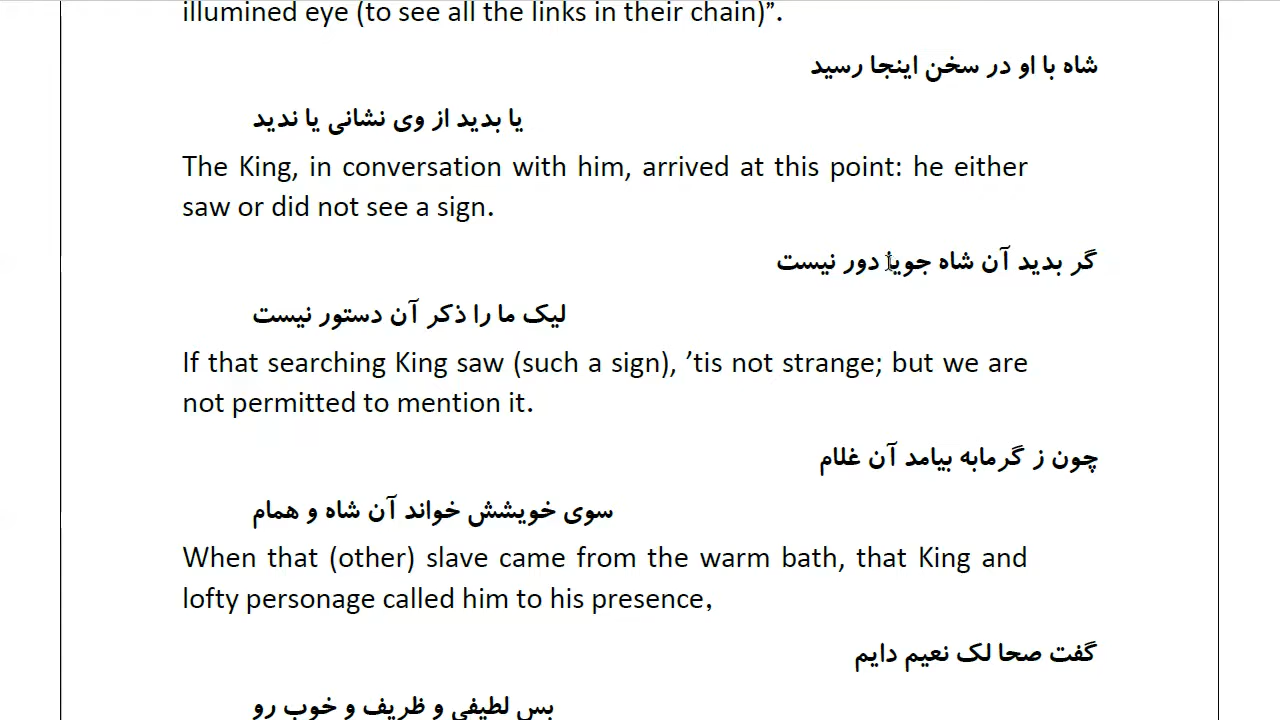 illumined eye (to see all the links in their chain)”.
شاه با او در سخن اینجا رسید
یا بدید از وی نشانی یا ندید
The King, in conversation with him, arrived at this point: he either
saw or did not see a sign.
گر بدید آن شاه جویا دور نیست
لیک ما را ذکر آن دستور نیست
If that searching King saw (such a sign), ’tis not strange; but we are
not permitted to mention it.
چون ز گرمابه بیامد آن غلام
سوی خویشش خواند آن شاه و همام
When that (other) slave came from the warm bath, that King and
lofty personage called him to his presence,
گفت صحا لک نعیم دایم
بس لطیفی و ظریف و خوب رو